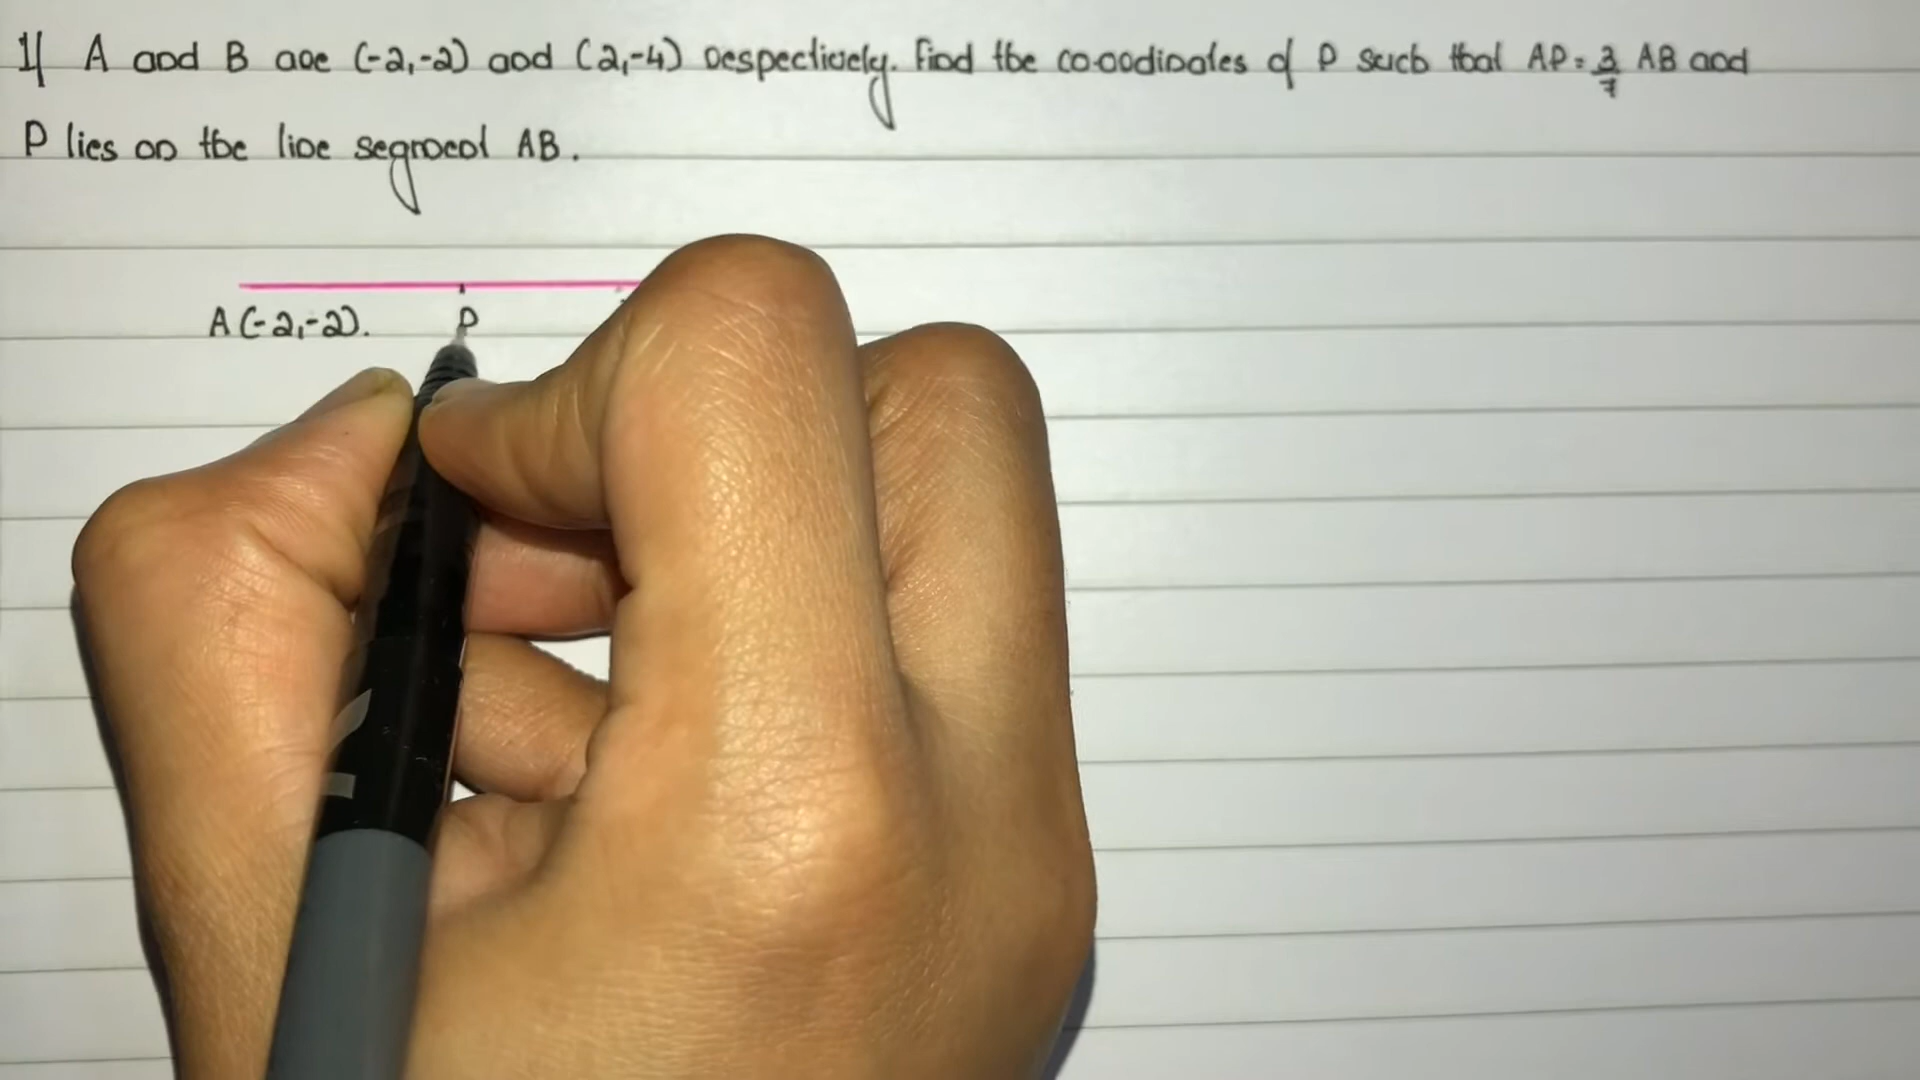 If A and B are (-2,-2) and (2,-4) respectively. Find the co-ordinates of P such that AP = 3/7 AB and
P lies on the line segment AB.
A(-2,-2). P